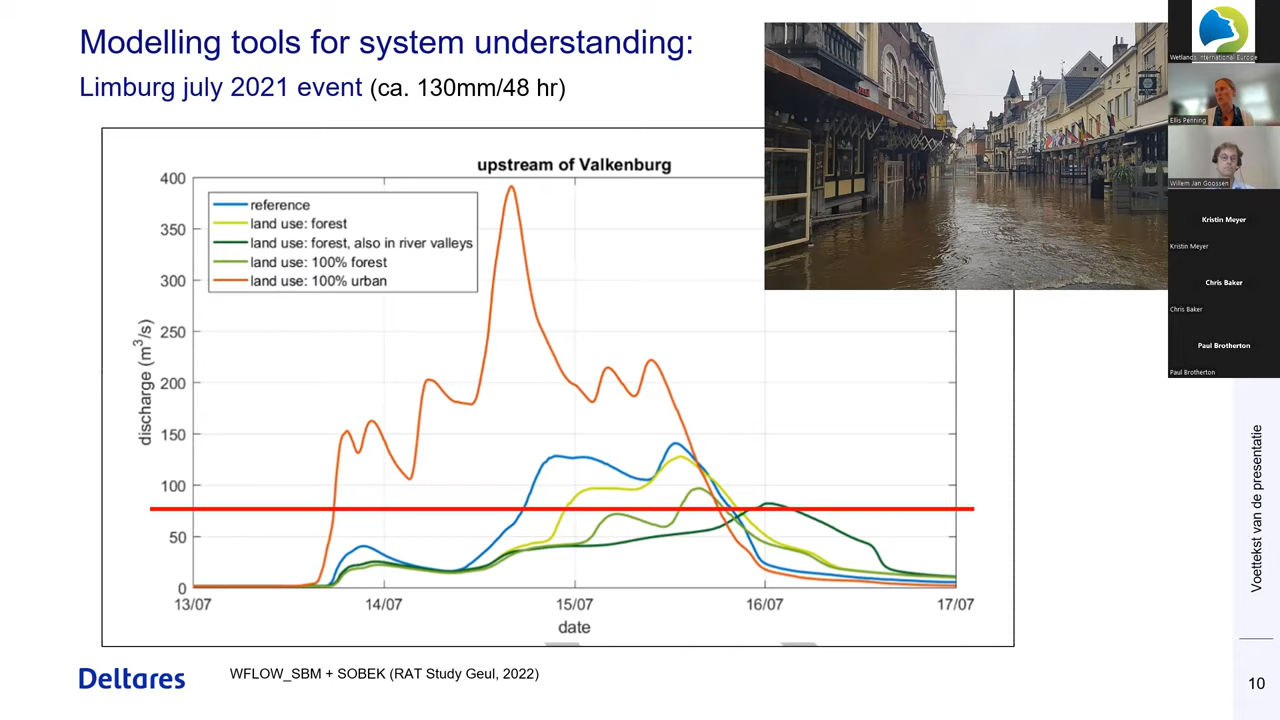 Modelling tools for system understanding:
Limburg july 2021 event (ca. 130mm/48 hr)
upstream of Valkenburg
reference
land use: forest
land use: forest, also in river valleys
land use: 100% forest
land use: 100% urban
discharge (m³/s)
400
350
300
250
200
150
100
50
0
13/07
14/07
15/07
16/07
17/07
date
Deltares
WFLOW_SBM + SOBEK (RAT Study Geul, 2022)
Voettekst van de presentatie
10
Wetlands International Europe
Ellis Penning
Willem Jan Goossen
Kristin Meyer
Kristin Meyer
Chris Baker
Chris Baker
Paul Brotherton
Paul Brotherton